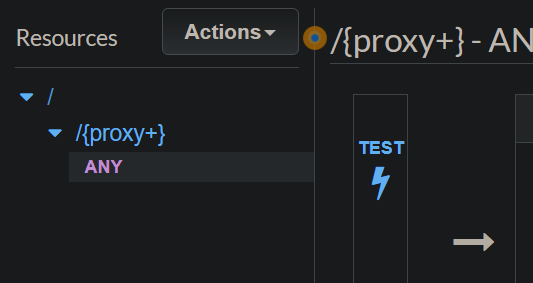 Resources
Actions
/{proxy+} - AN
/
/{proxy+}
ANY
TEST